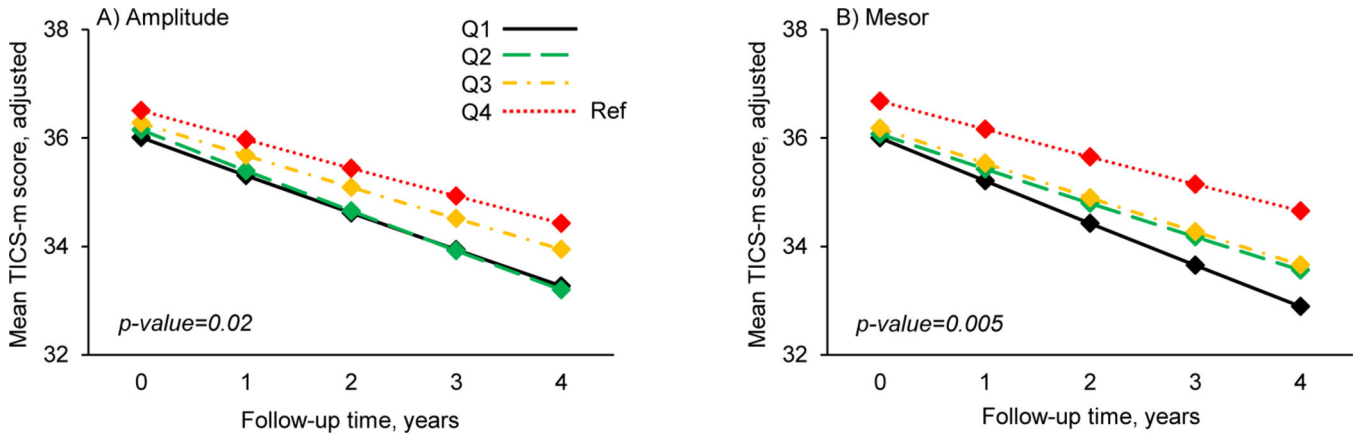 A) Amplitude
Q1
Q2
Q3
Q4 Ref
38
36
34
32
Mean TICS-m score, adjusted
p-value=0.02
0 1 2 3 4
Follow-up time, years
B) Mesor
38
36
34
32
Mean TICS-m score, adjusted
p-value=0.005
0 1 2 3 4
Follow-up time, years